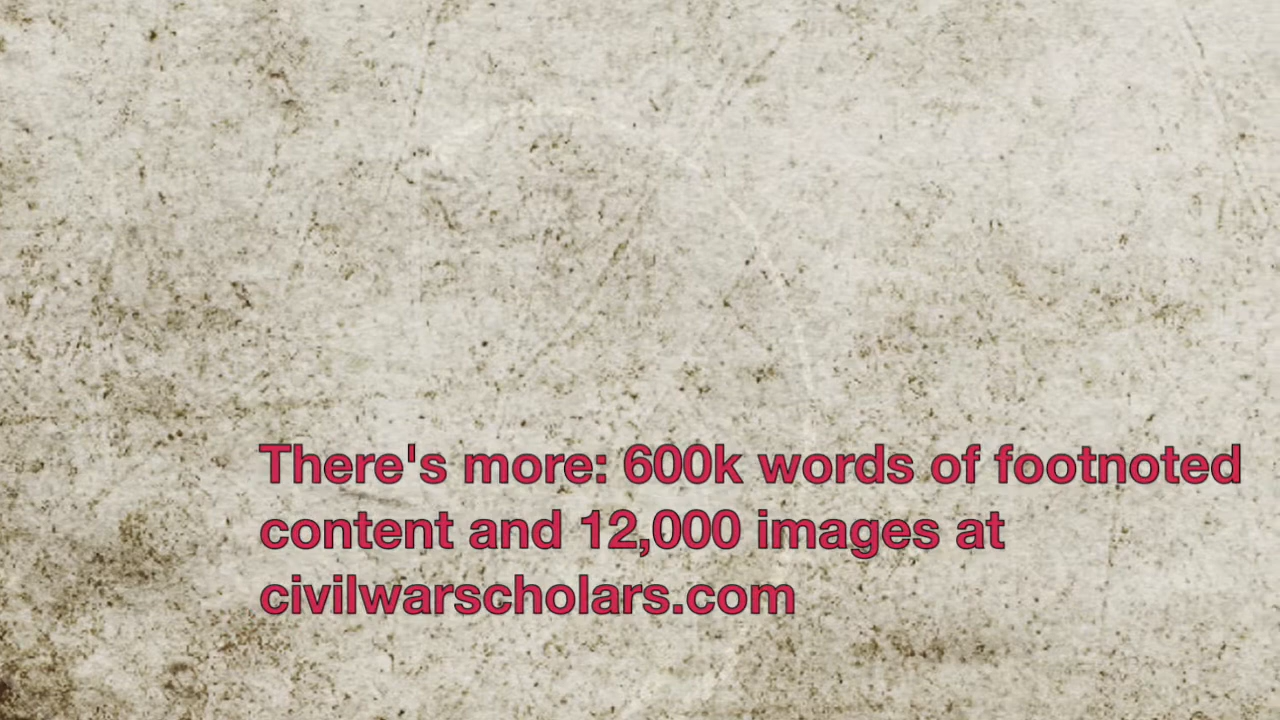 There's more: 600k words of footnoted
content and 12,000 images at
civilwarscholars.com